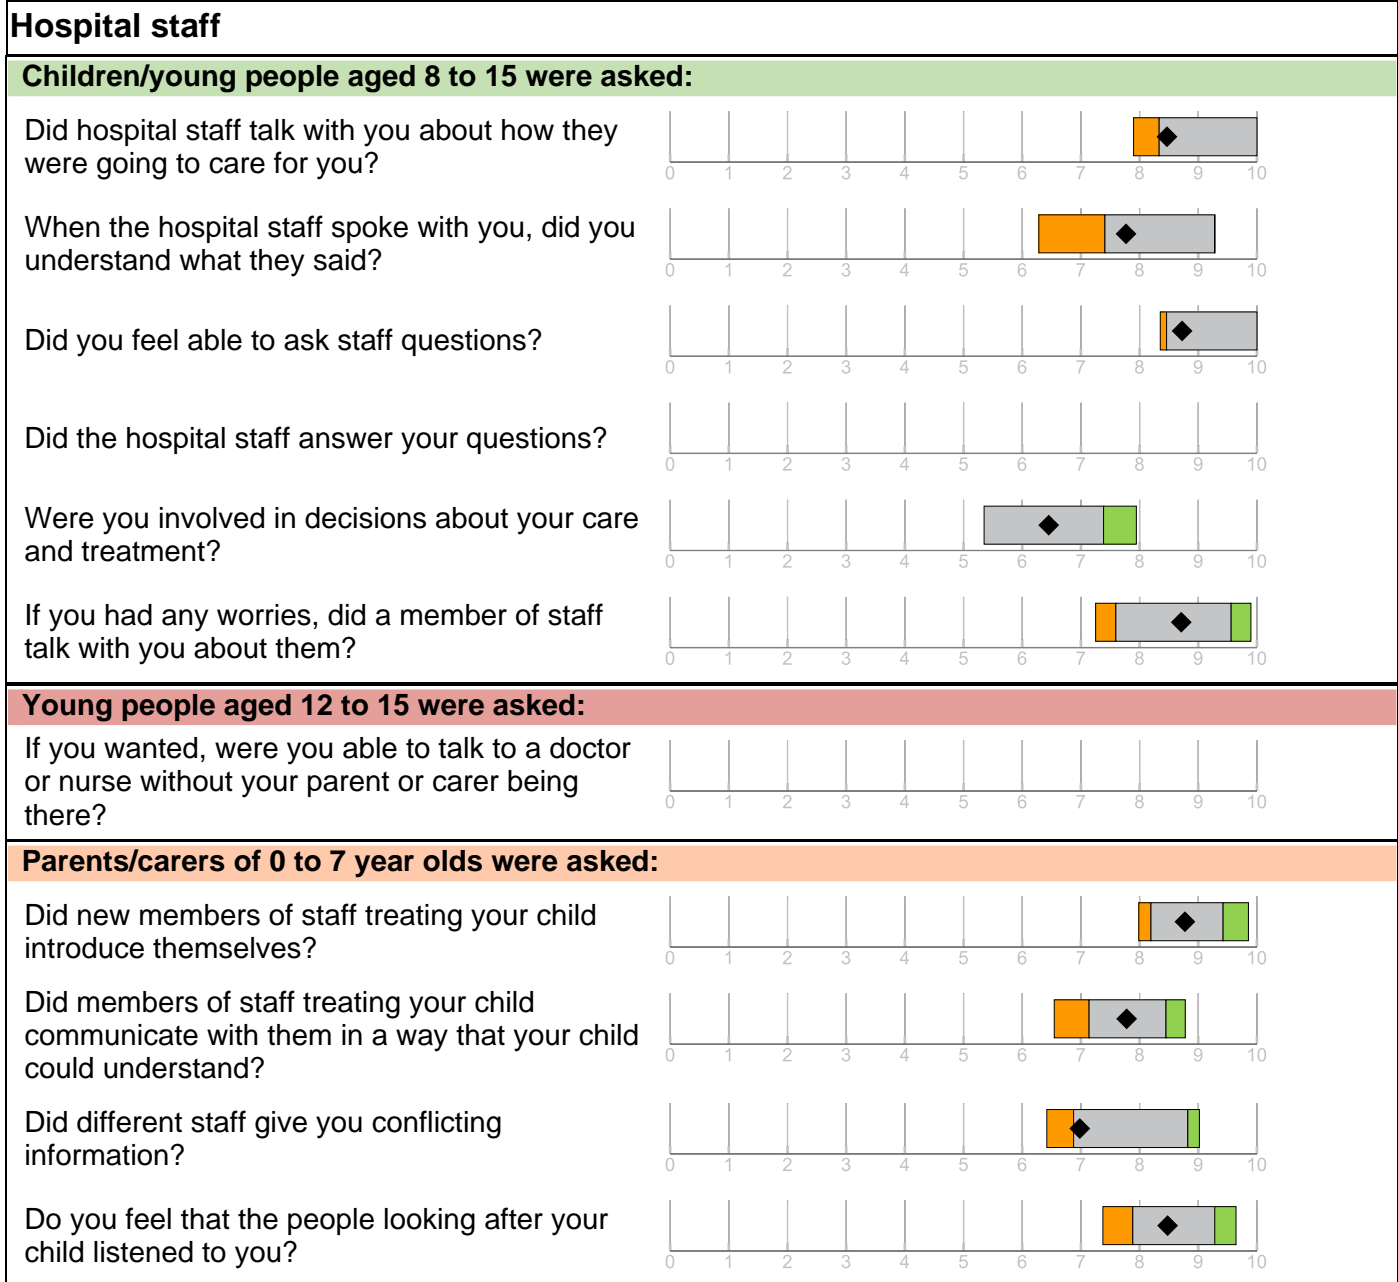 Hospital staff
Children/young people aged 8 to 15 were asked:
Did hospital staff talk with you about how they
were going to care for you?
0 1 2 3 4 5 6 7 8 9 10
When the hospital staff spoke with you, did you
understand what they said?
0 1 2 3 4 5 6 7 8 9 10
Did you feel able to ask staff questions?
0 1 2 3 4 5 6 7 8 9 10
Did the hospital staff answer your questions?
0 1 2 3 4 5 6 7 8 9 10
Were you involved in decisions about your care
and treatment?
0 1 2 3 4 5 6 7 8 9 10
If you had any worries, did a member of staff
talk with you about them?
0 1 2 3 4 5 6 7 8 9 10
Young people aged 12 to 15 were asked:
If you wanted, were you able to talk to a doctor
or nurse without your parent or carer being
there?
0 1 2 3 4 5 6 7 8 9 10
Parents/carers of 0 to 7 year olds were asked:
Did new members of staff treating your child
introduce themselves?
0 1 2 3 4 5 6 7 8 9 10
Did members of staff treating your child
communicate with them in a way that your child
could understand?
0 1 2 3 4 5 6 7 8 9 10
Did different staff give you conflicting
information?
0 1 2 3 4 5 6 7 8 9 10
Do you feel that the people looking after your
child listened to you?
0 1 2 3 4 5 6 7 8 9 10